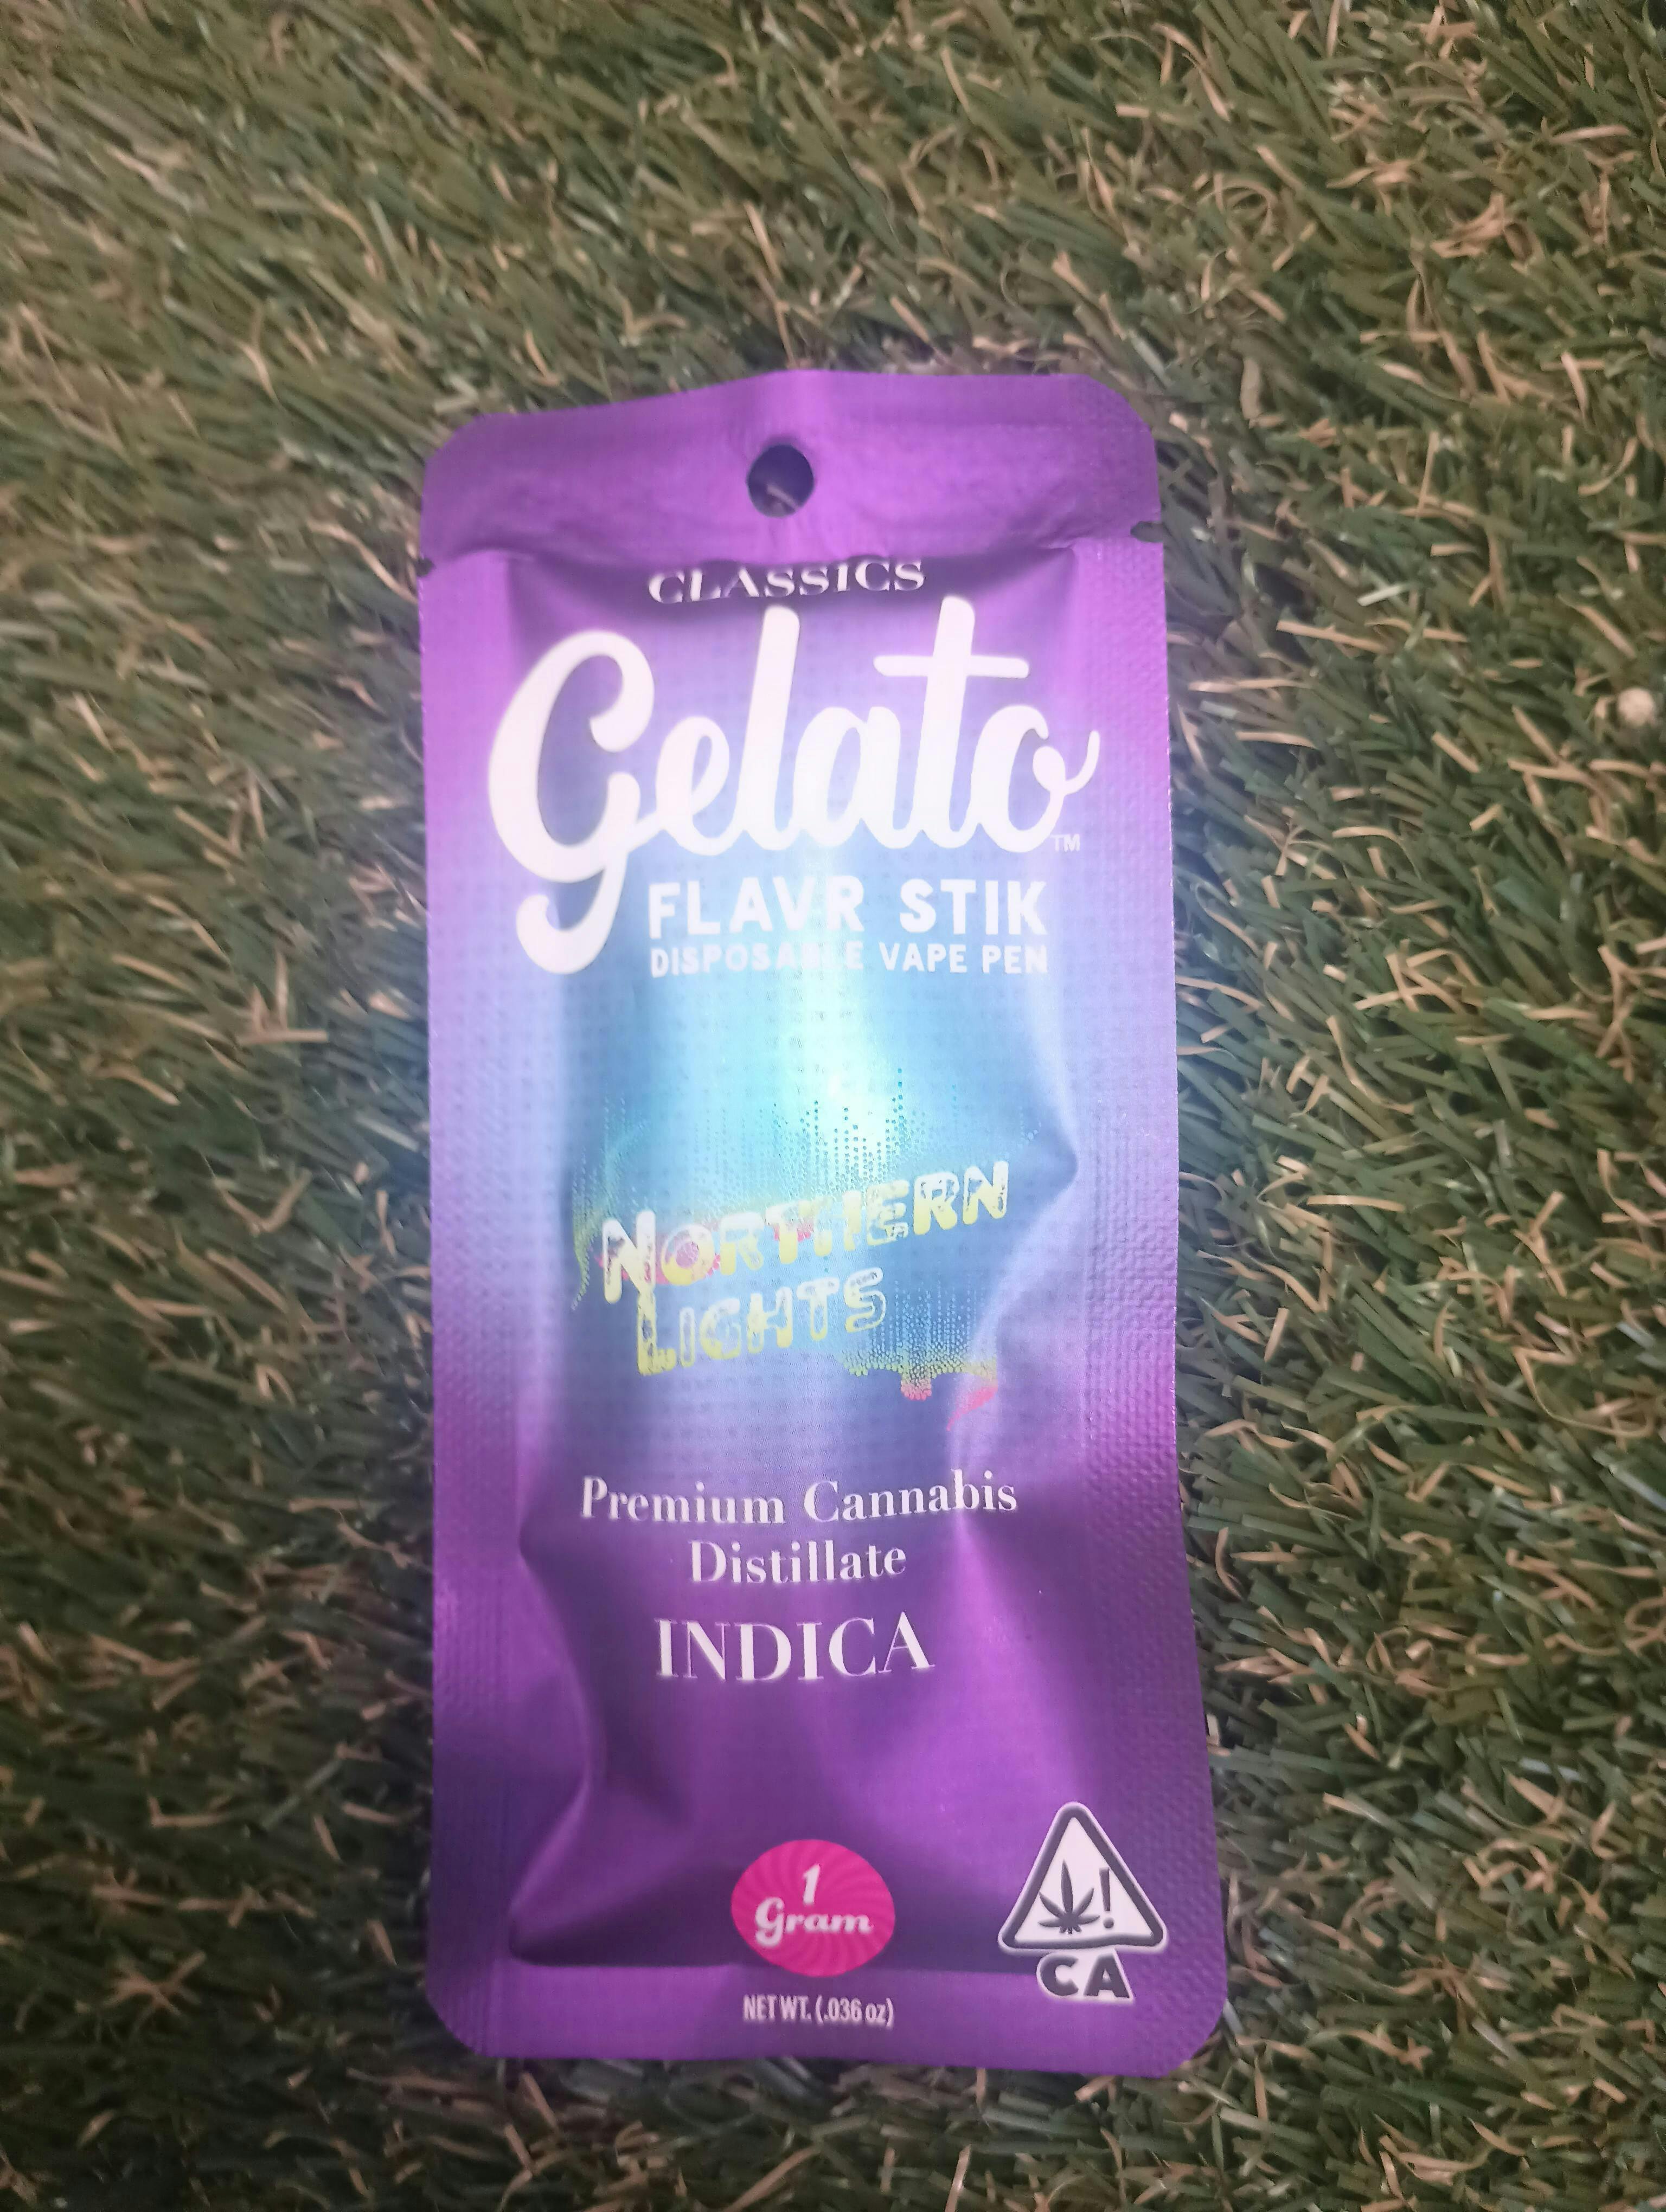 CLASSICS
Gelato™
FLAVR STIK
DISPOSABLE VAPE PEN
NORTHERN
LIGHTS
Premium Cannabis
Distillate
INDICA
1
Gram
!
CA
NET WT. (.036 oz)